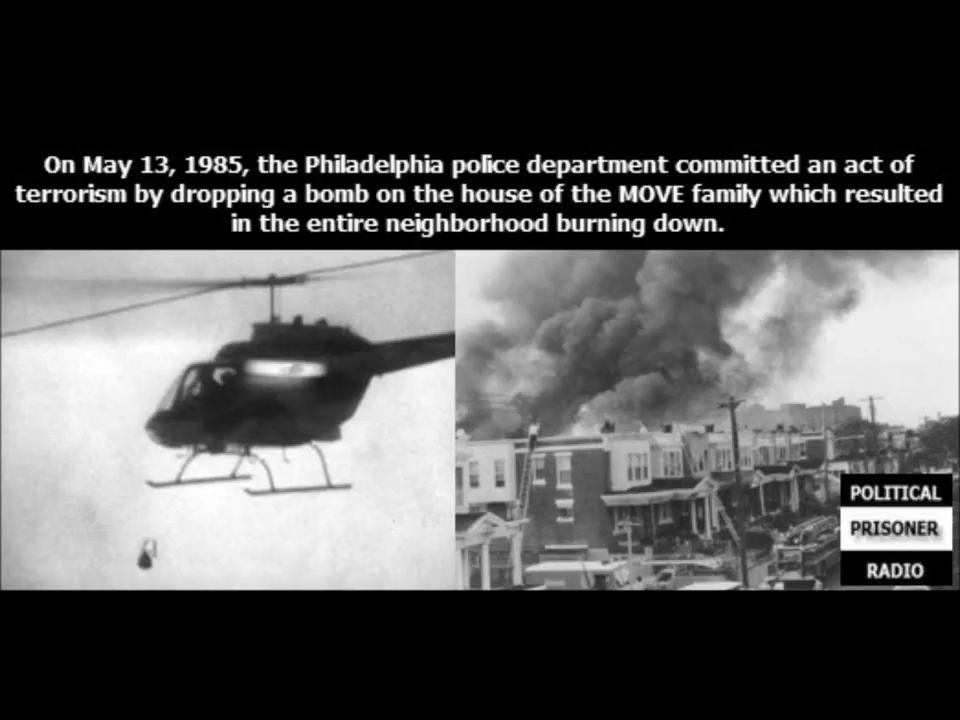 On May 13, 1985, the Philadelphia police department committed an act of
terrorism by dropping a bomb on the house of the MOVE family which resulted
in the entire neighborhood burning down.
POLITICAL
PRISONER
RADIO